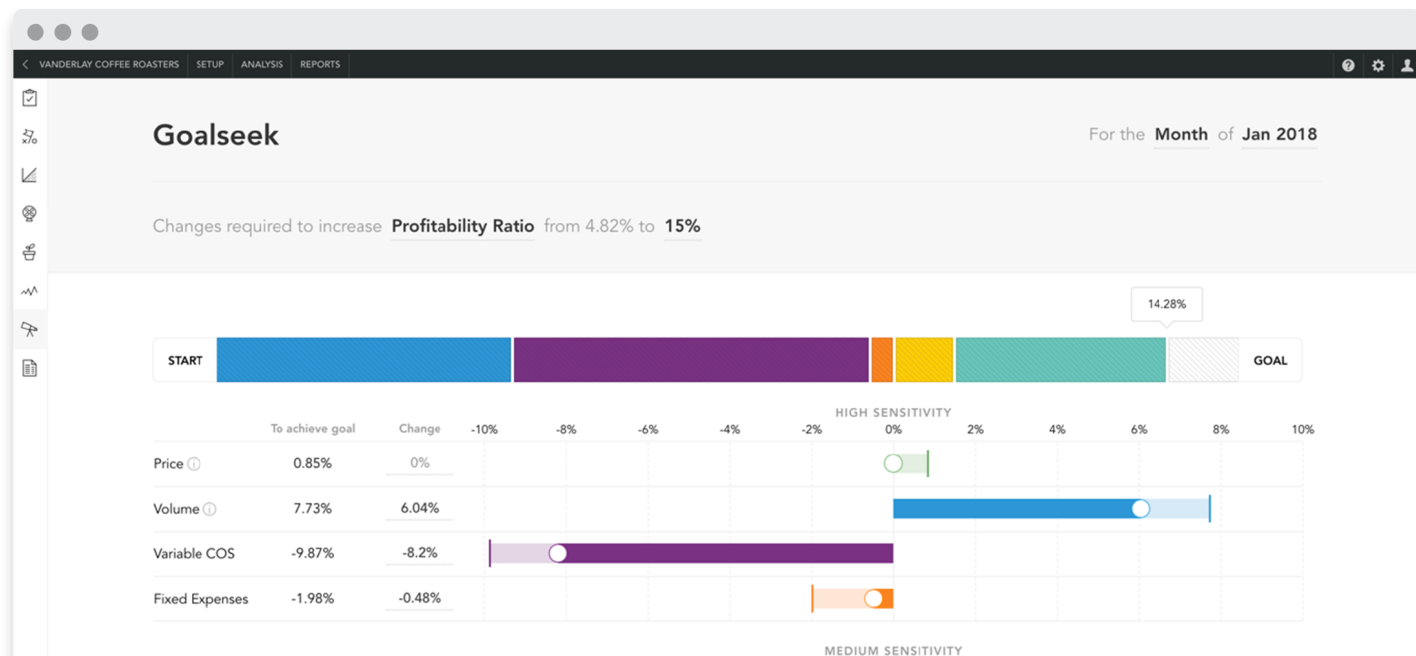 VANDERLAY COFFEE ROASTERS SETUP ANALYSIS REPORTS
Goalseek
For the Month of Jan 2018
Changes required to increase Profitability Ratio from 4.82% to 15%
14.28%
START GOAL
HIGH SENSITIVITY
To achieve goal Change -10% -8% -6% -4% -2% 0% 2% 4% 6% 8% 10%
Price 0.85% 0%
Volume 7.73% 6.04%
Variable COS -9.87% -8.2%
Fixed Expenses -1.98% -0.48%
MEDIUM SENSITIVITY